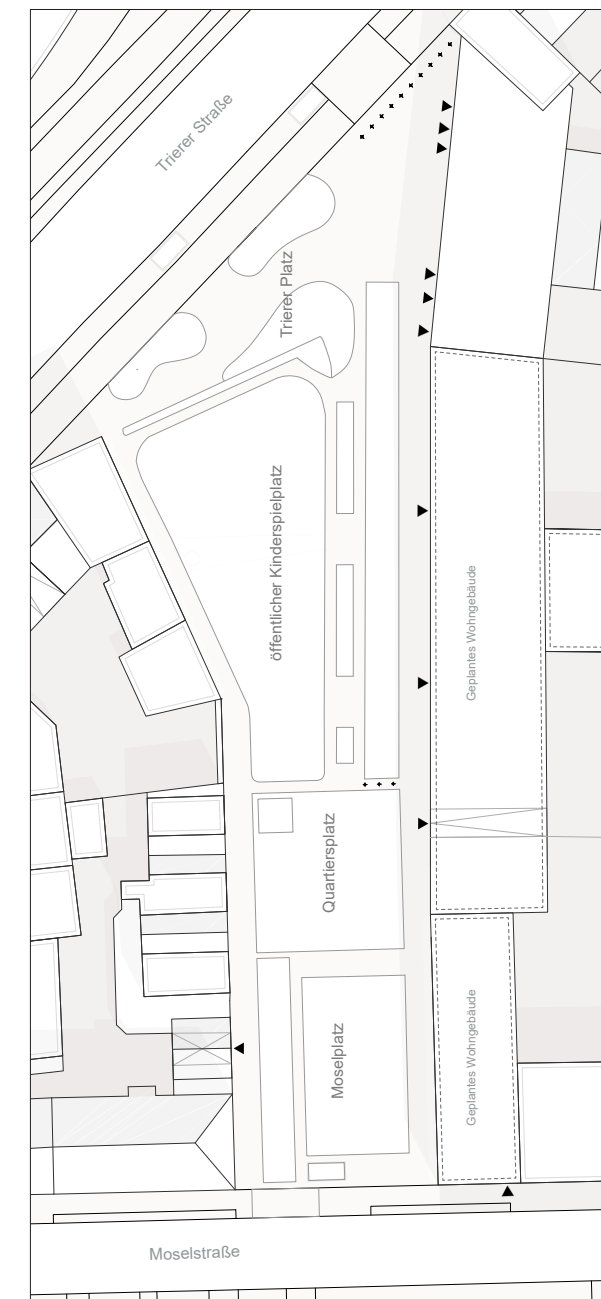 Trierer Straße
Trierer Platz
öffentlicher Kinderspielplatz
Geplantes Wohngebäude
Quartiersplatz
Moselplatz
Geplantes Wohngebäude
Moselstraße